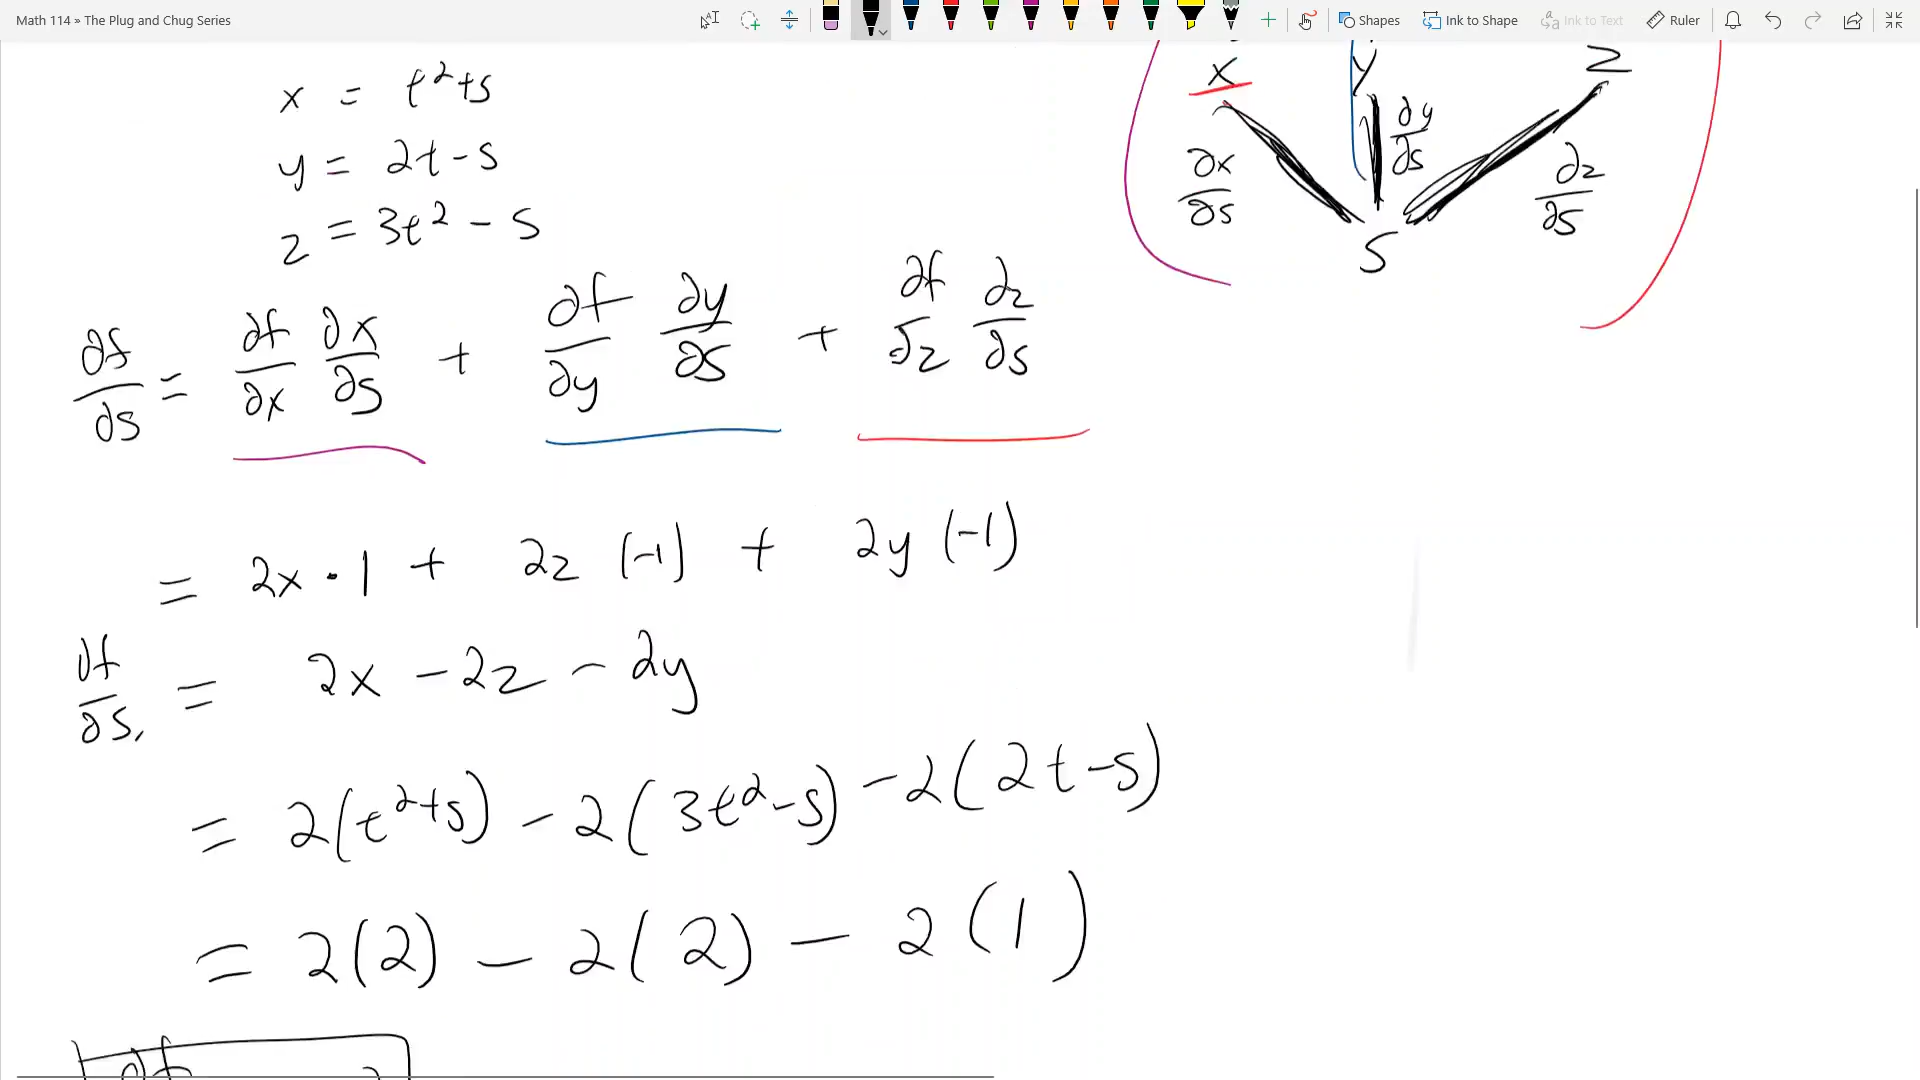 Math 114 » The Plug and Chug Series
Shapes
Ink to Shape
Ink to Text
Ruler
x = t²+s
y = 2t-s
z = 3t² - s
x y z
∂x/∂s ∂y/∂s ∂z/∂s
s
∂f/∂s = ∂f/∂x ∂x/∂s + ∂f/∂y ∂y/∂s + ∂f/∂z ∂z/∂s
= 2x · 1 + 2z (-1) + 2y (-1)
∂f/∂s, = 2x - 2z - 2y
= 2(t²+s) - 2(3t²-s) - 2(2t-s)
= 2(2) - 2(2) - 2(1)